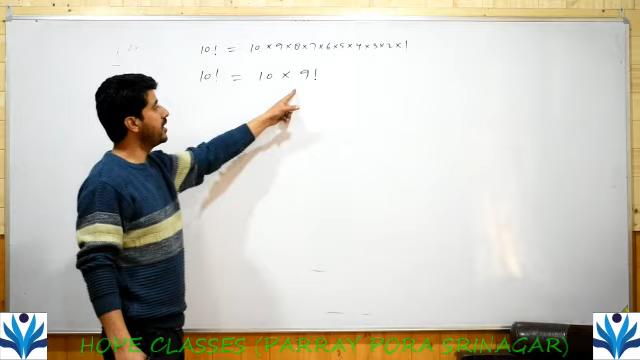 10! = 10 × 9 × 8 × 7 × 6 × 5 × 4 × 3 × 2 × 1
10! = 10 × 9!
HOPE CLASSES (PARRAY PORA SRINAGAR)